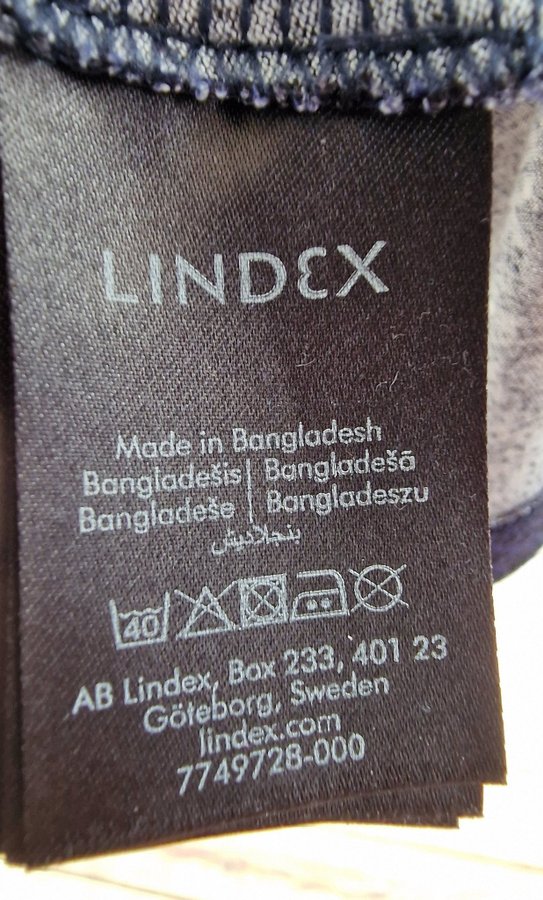 LINDEX
Made in Bangladesh
Bangladešis | Bangladešā
Bangladeše | Bangladeszu
بنجلاديش
40
AB Lindex, Box 233, 401 23
Göteborg, Sweden
lindex.com
7749728-000